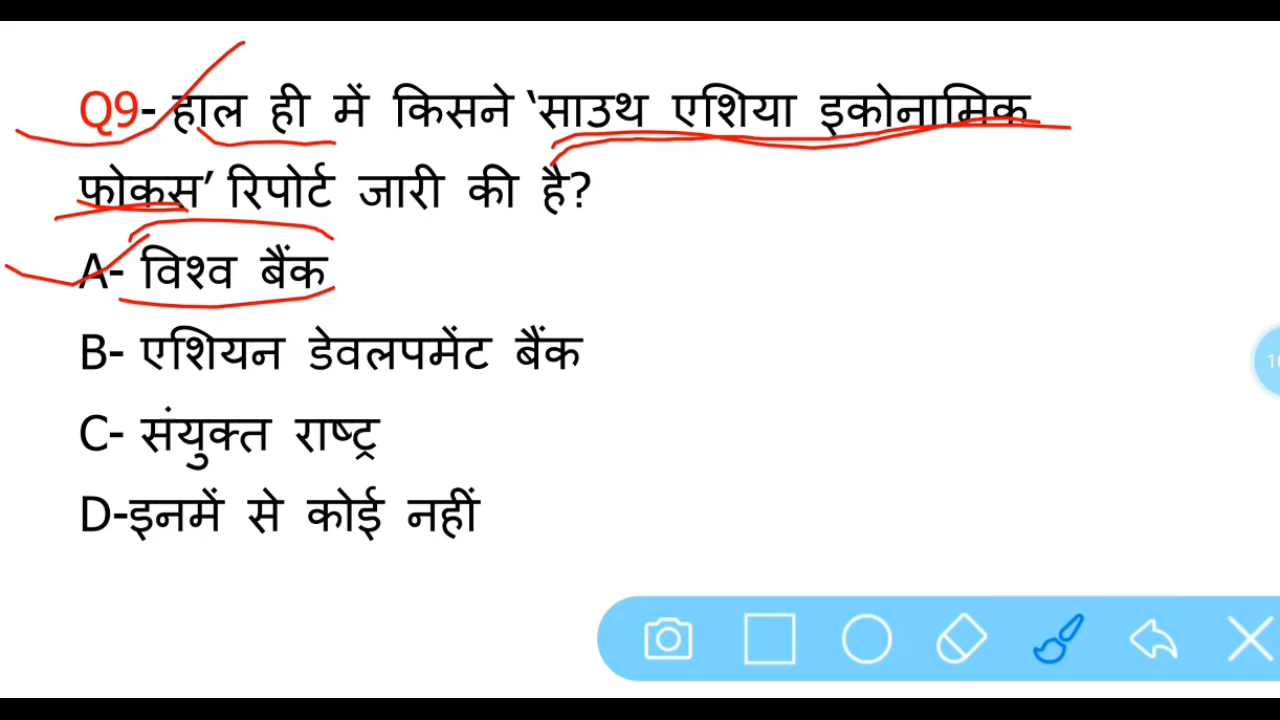 Q9- हाल ही में किसने ‘साउथ एशिया इकोनामिक
फोकस’ रिपोर्ट जारी की है?
A- विश्व बैंक
B- एशियन डेवलपमेंट बैंक
C- संयुक्त राष्ट्र
D-इनमें से कोई नहीं